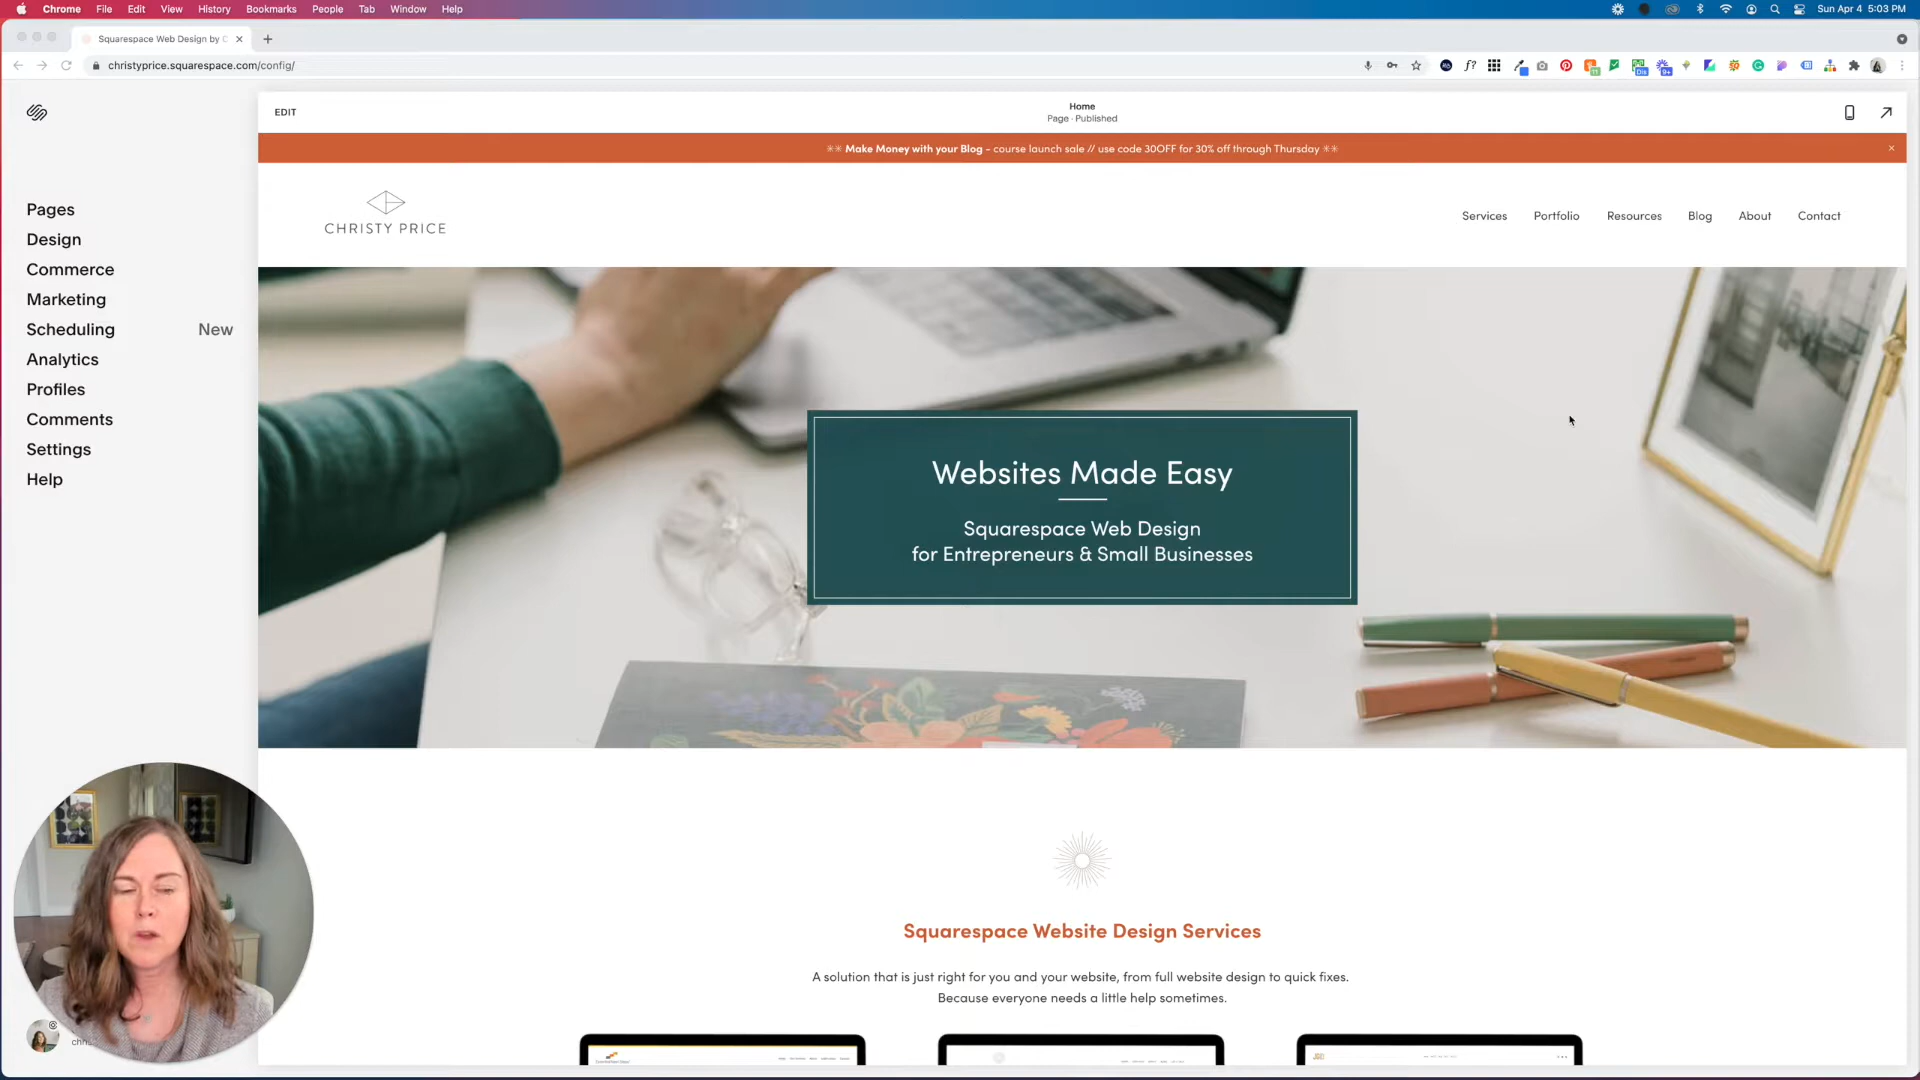 Chrome File Edit View History Bookmarks People Tab Window Help
Sun Apr 4 5:03 PM
Squarespace Web Design by C
christyprice.squarespace.com/config/
f?
EDIT
Home
Page · Published
✳✳ Make Money with your Blog - course launch sale // use code 30OFF for 30% off through Thursday ✳✳
CHRISTY PRICE
Services Portfolio Resources Blog About Contact
Pages
Design
Commerce
Marketing
Scheduling New
Analytics
Profiles
Comments
Settings
Help
Websites Made Easy
Squarespace Web Design
for Entrepreneurs & Small Businesses
Squarespace Website Design Services
A solution that is just right for you and your website, from full website design to quick fixes.
Because everyone needs a little help sometimes.